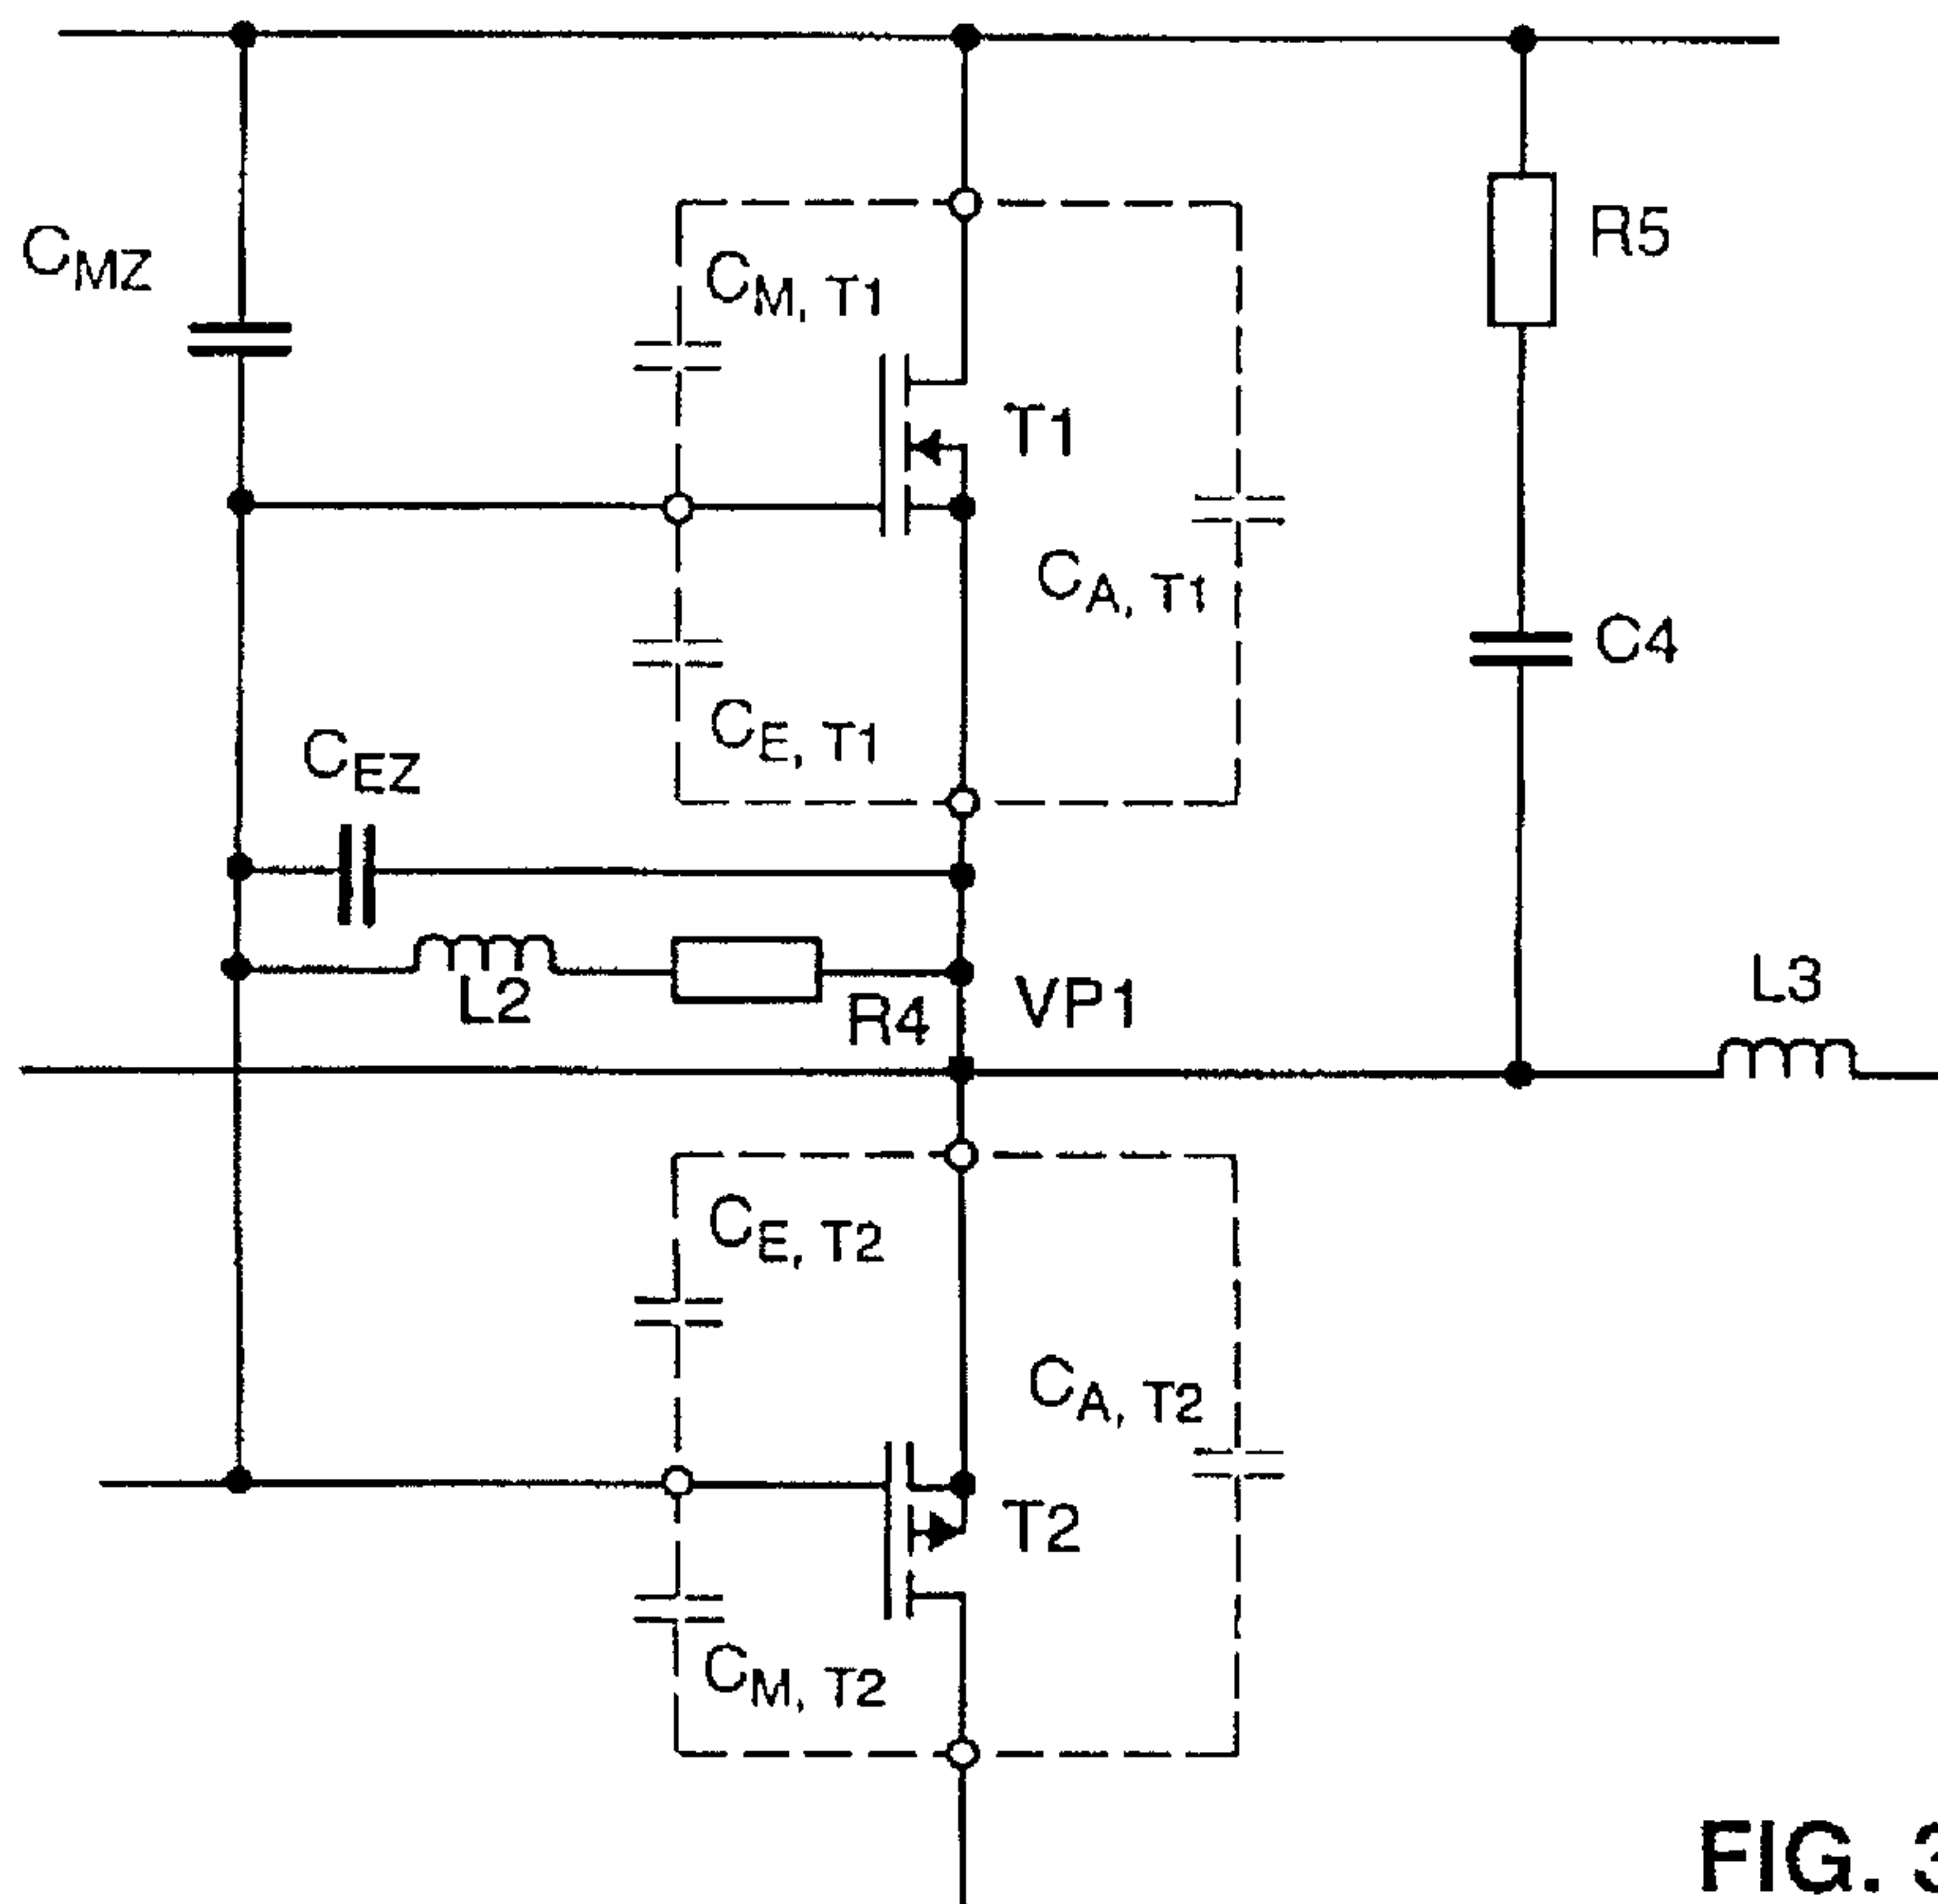 C_MZ
C_M, T1
R5
T1
C_A, T1
C4
C_E, T1
C_EZ
L2
R4
VP1
L3
C_E, T2
C_A, T2
T2
C_M, T2
FIG. 3